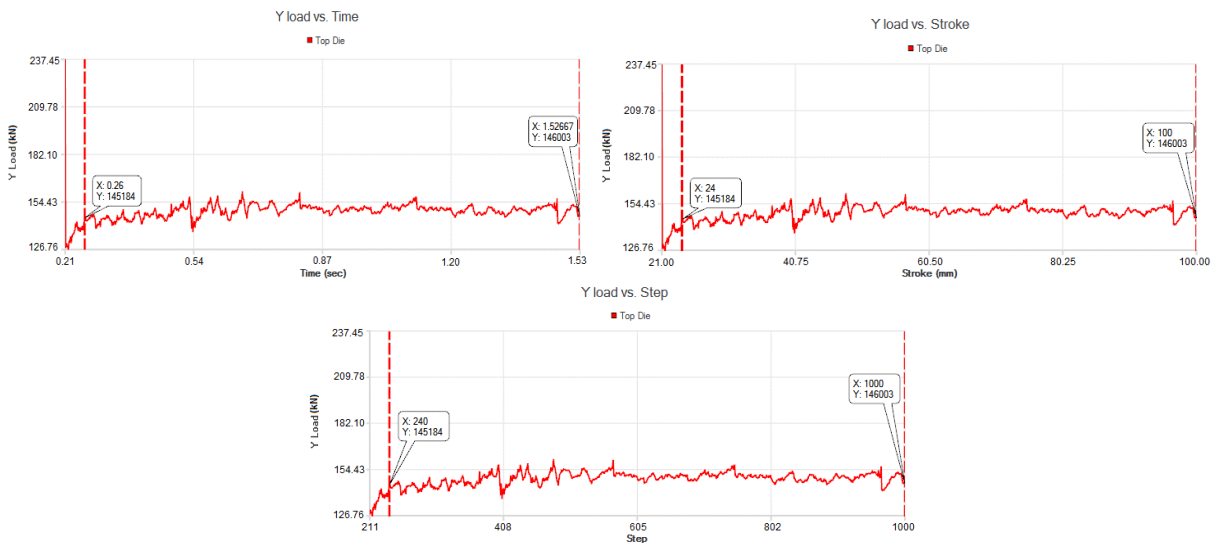 Y load vs. Time
Top Die
237.45
209.78
182.10
154.43
126.76
Y Load (kN)
X: 0.26
Y: 145184
X: 1.52667
Y: 146003
0.21
0.54
0.87
1.20
1.53
Time (sec)
Y load vs. Stroke
Top Die
237.45
209.78
182.10
154.43
126.76
Y Load (kN)
X: 24
Y: 145184
X: 100
Y: 146003
21.00
40.75
60.50
80.25
100.00
Stroke (mm)
Y load vs. Step
Top Die
237.45
209.78
182.10
154.43
126.76
Y Load (kN)
X: 240
Y: 145184
X: 1000
Y: 146003
211
408
605
802
1000
Step